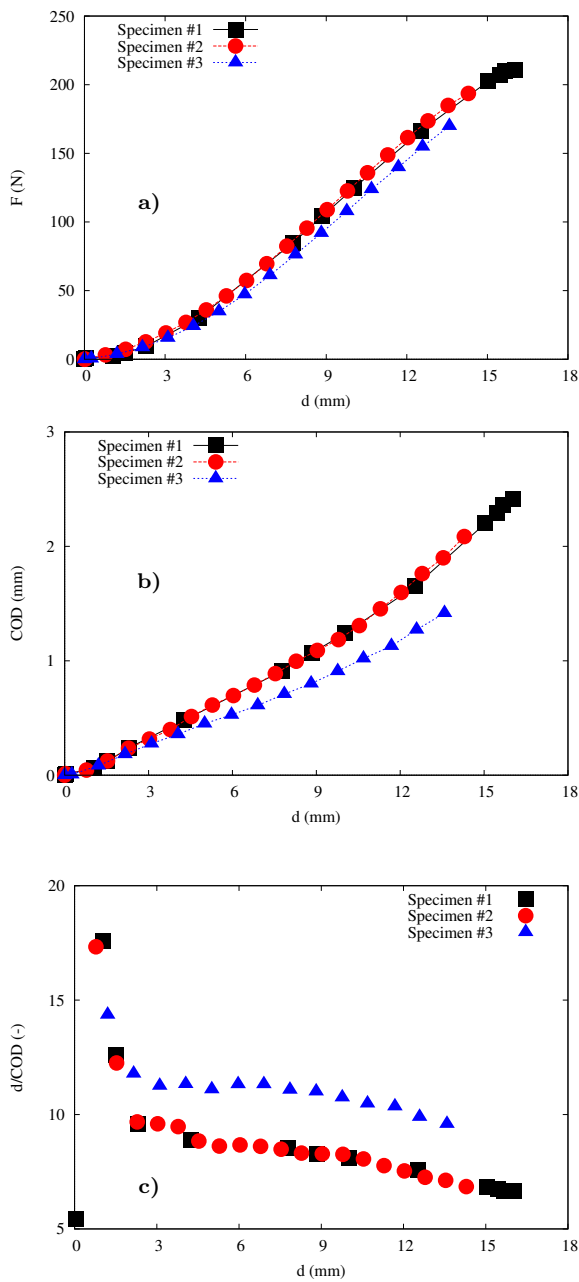 250
200
150
100
50
0
F (N)
Specimen #1
Specimen #2
Specimen #3
a)
0 3 6 9 12 15 18
d (mm)
3
2
1
0
COD (mm)
Specimen #1
Specimen #2
Specimen #3
b)
0 3 6 9 12 15 18
d (mm)
20
15
10
5
d/COD (-)
Specimen #1
Specimen #2
Specimen #3
c)
0 3 6 9 12 15 18
d (mm)